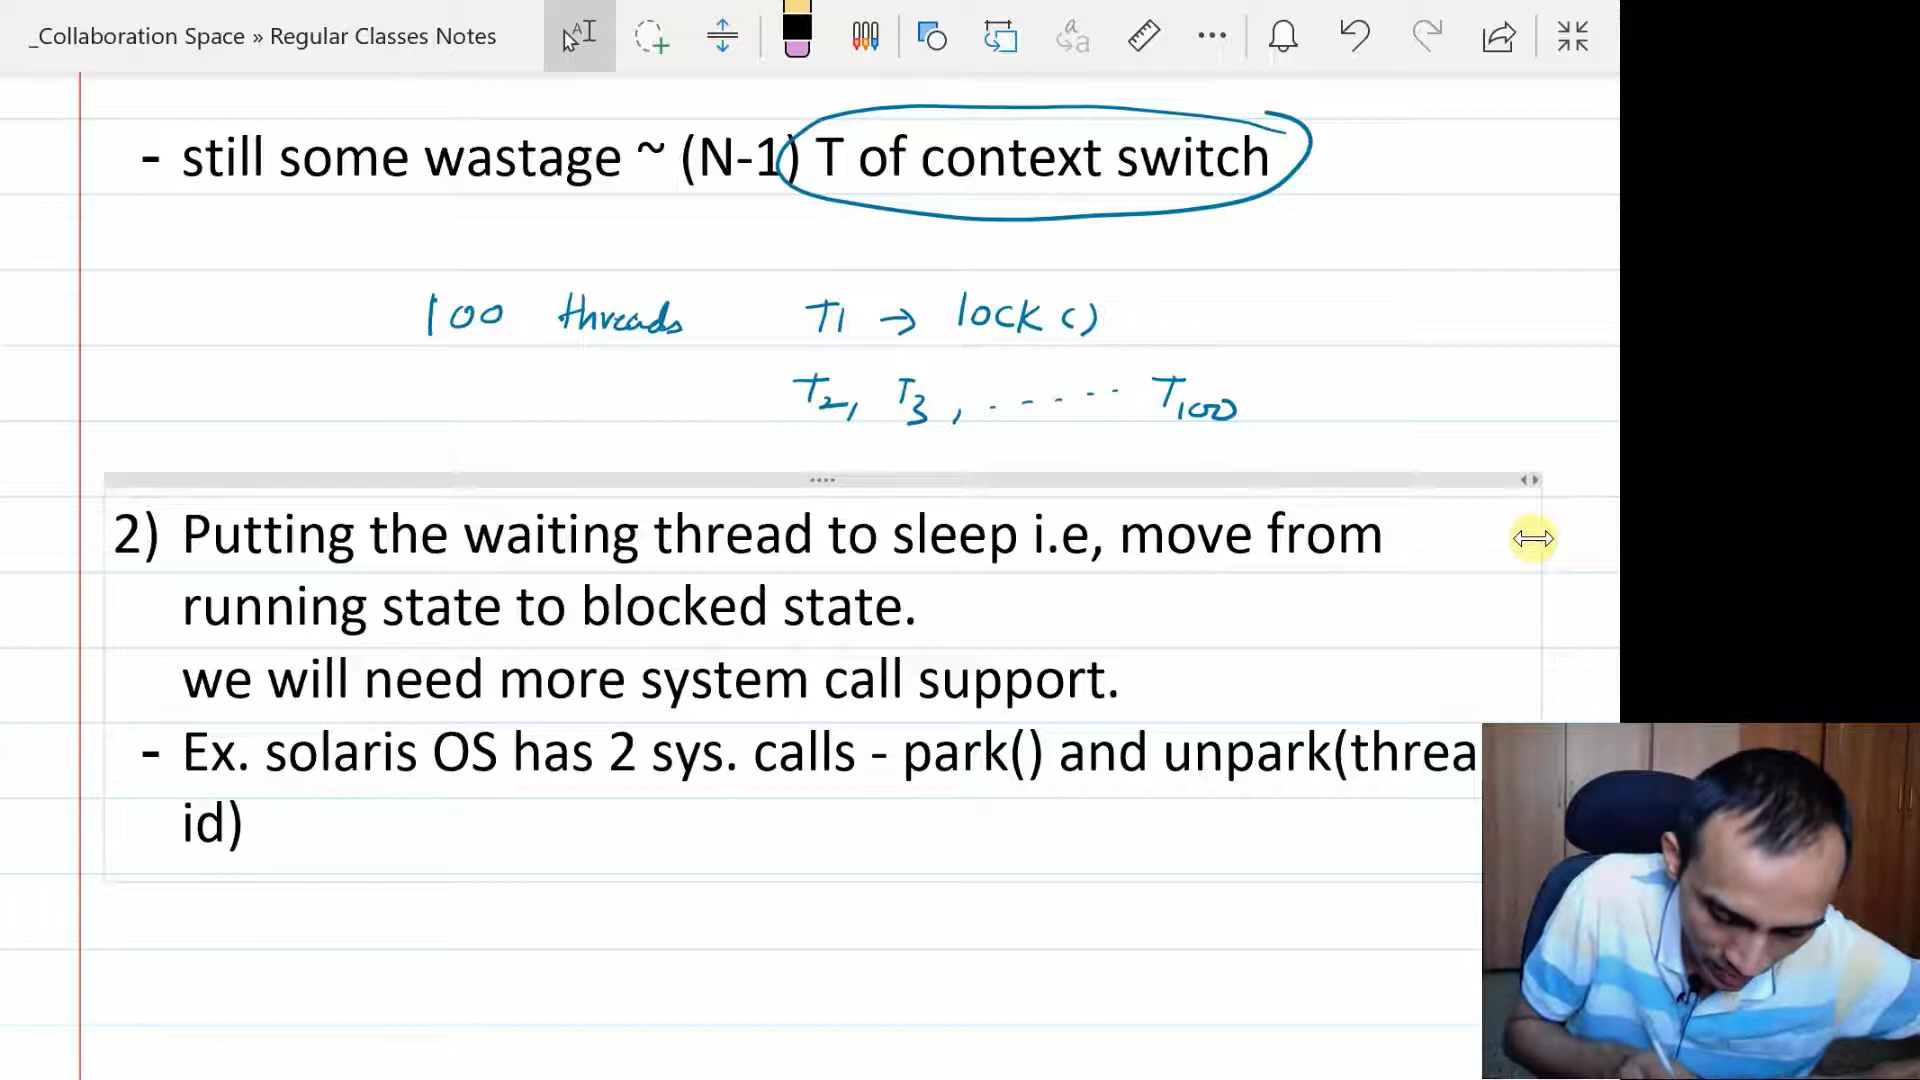 _Collaboration Space » Regular Classes Notes
- still some wastage ~ (N-1) T of context switch
100 threads T1 → lock()
T2, T3, ..... T100
2) Putting the waiting thread to sleep i.e, move from
running state to blocked state.
we will need more system call support.
- Ex. solaris OS has 2 sys. calls - park() and unpark(threa
id)